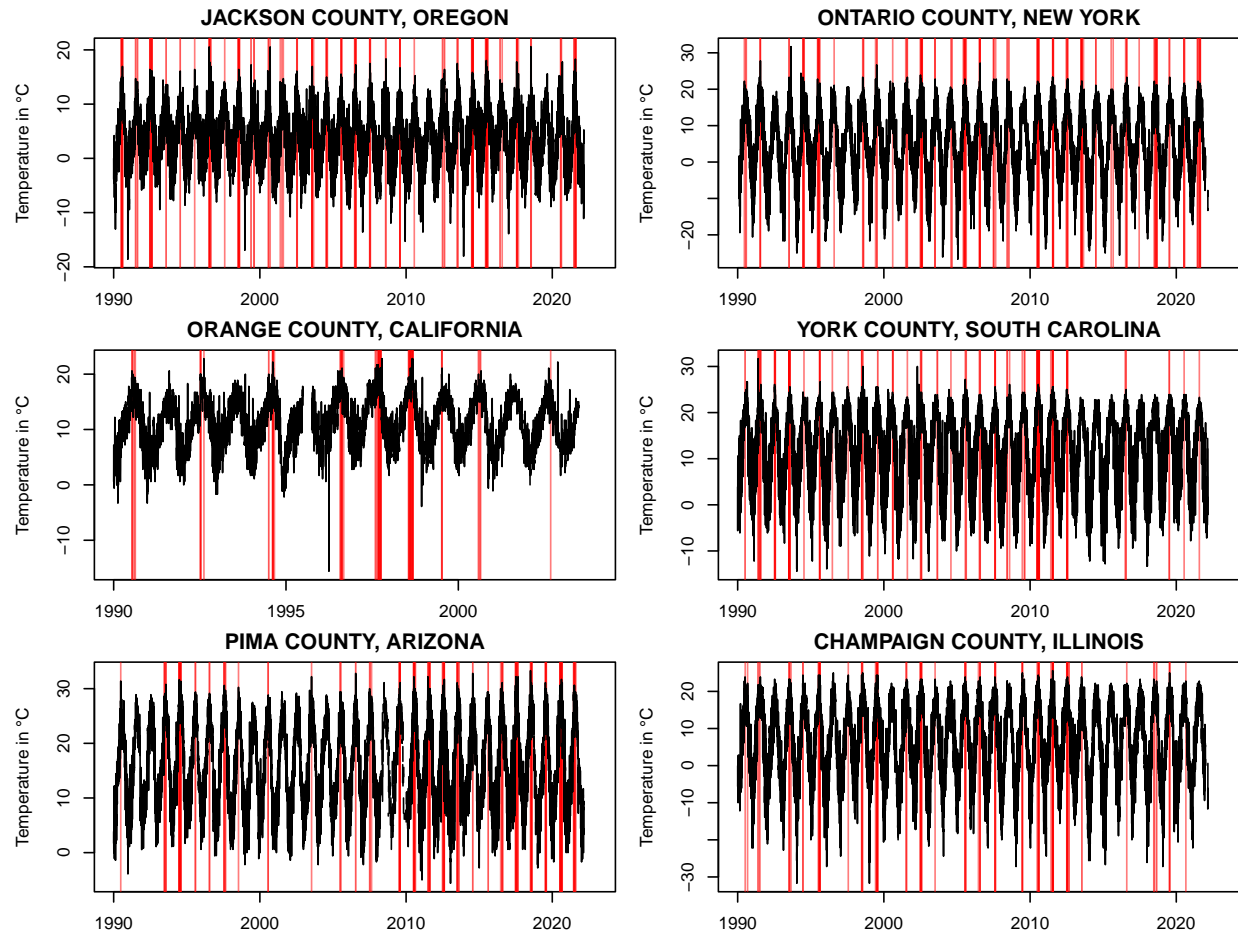 JACKSON COUNTY, OREGON
Temperature in °C
20
10
0
−10
−20
1990 2000 2010 2020
ONTARIO COUNTY, NEW YORK
Temperature in °C
30
20
10
0
−20
1990 2000 2010 2020
ORANGE COUNTY, CALIFORNIA
Temperature in °C
20
10
0
−10
1990 1995 2000
YORK COUNTY, SOUTH CAROLINA
Temperature in °C
30
20
10
0
−10
1990 2000 2010 2020
PIMA COUNTY, ARIZONA
Temperature in °C
30
20
10
0
1990 2000 2010 2020
CHAMPAIGN COUNTY, ILLINOIS
Temperature in °C
20
10
0
−10
−30
1990 2000 2010 2020